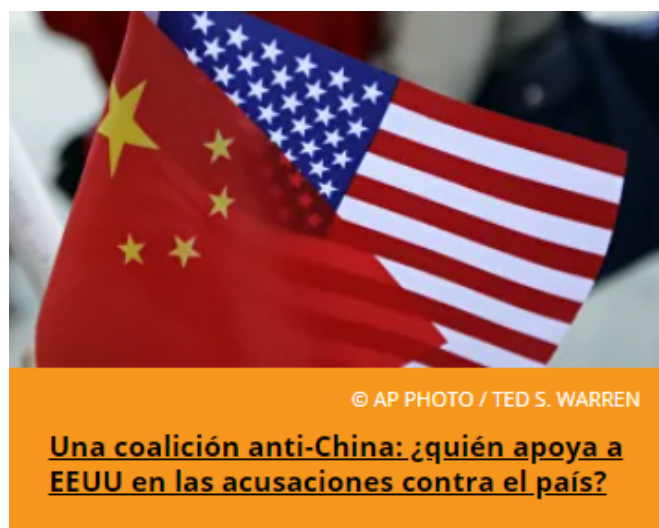 © AP PHOTO / TED S. WARREN
Una coalición anti-China: ¿quién apoya a
EEUU en las acusaciones contra el país?